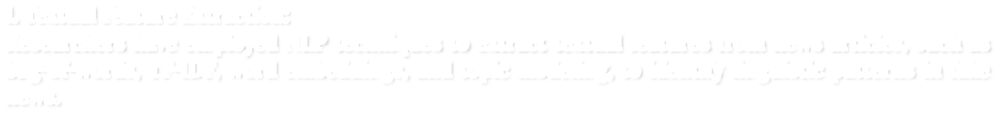 1. Textual Feature Extraction:
Researchers have employed NLP techniques to extract textual features from news articles, such as
bag-of-words, TF-IDF, word embeddings, and topic modeling, to identify linguistic patterns in fake
news.